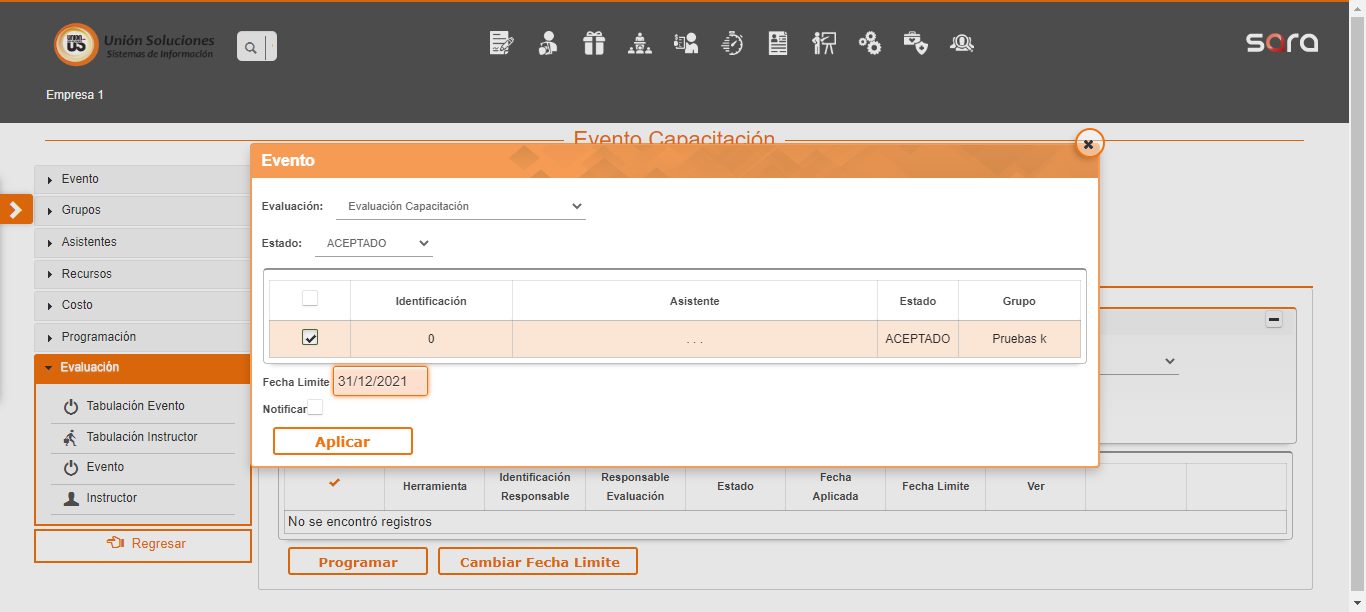 UNION
US
Unión Soluciones
Sistemas de Información
sara
Empresa 1
Evento Capacitación
Evento
Grupos
Asistentes
Recursos
Costo
Programación
Evaluación
Tabulación Evento
Tabulación Instructor
Evento
Instructor
Regresar
Evento
Evaluación: Evaluación Capacitación
Estado: ACEPTADO
Identificación Asistente Estado Grupo
0 . . . ACEPTADO Pruebas k
Fecha Limite 31/12/2021
Notificar
Aplicar
Herramienta Identificación Responsable Responsable Evaluación Estado Fecha Aplicada Fecha Limite Ver
No se encontró registros
Programar Cambiar Fecha Limite